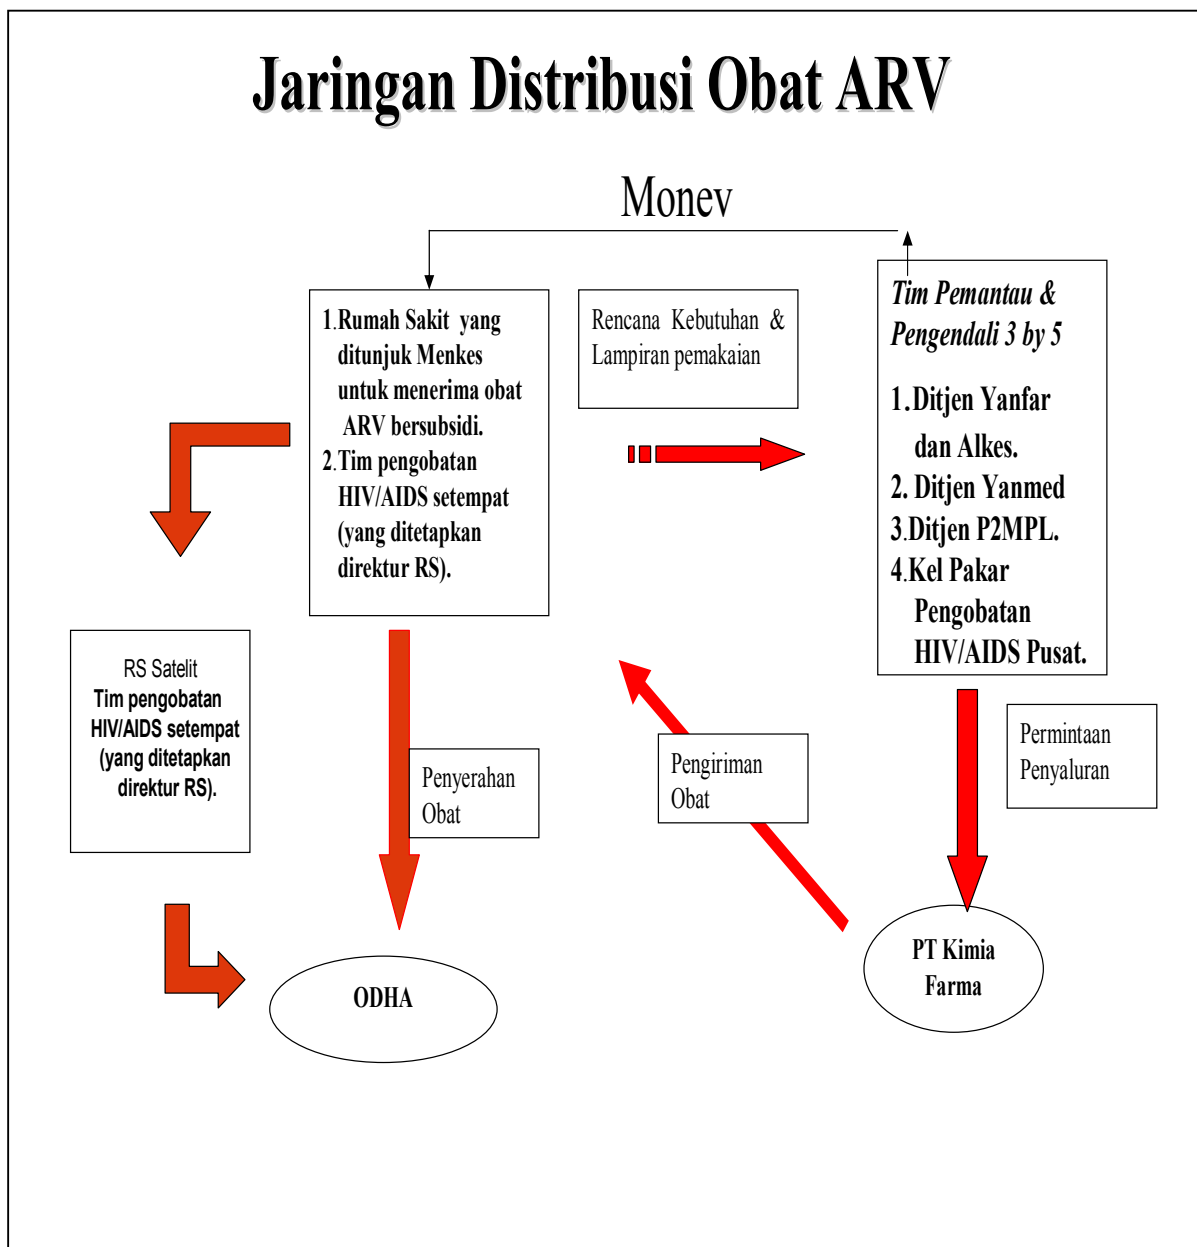 Jaringan Distribusi Obat ARV
Monev
1.Rumah Sakit yang
ditunjuk Menkes
untuk menerima obat
ARV bersubsidi.
2.Tim pengobatan
HIV/AIDS setempat
(yang ditetapkan
direktur RS).
Rencana Kebutuhan &
Lampiran pemakaian
Tim Pemantau &
Pengendali 3 by 5
1.Ditjen Yanfar
dan Alkes.
2. Ditjen Yanmed
3.Ditjen P2MPL.
4.Kel Pakar
Pengobatan
HIV/AIDS Pusat.
RS Satelit
Tim pengobatan
HIV/AIDS setempat
(yang ditetapkan
direktur RS).
Penyerahan
Obat
Pengiriman
Obat
Permintaan
Penyaluran
ODHA
PT Kimia
Farma